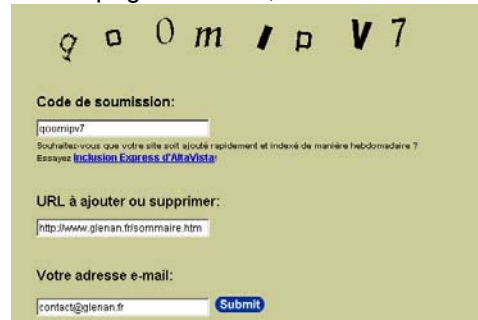 q o O m I p V 7
Code de soumission:
qoomipv7
Souhaitez-vous que votre site soit ajouté rapidement et indexé de manière hebdomadaire ?
Essayez Inclusion Express d'AltaVista!
URL à ajouter ou supprimer:
http://www.glenan.fr/sommaire.htm
Votre adresse e-mail:
contact@glenan.fr
Submit